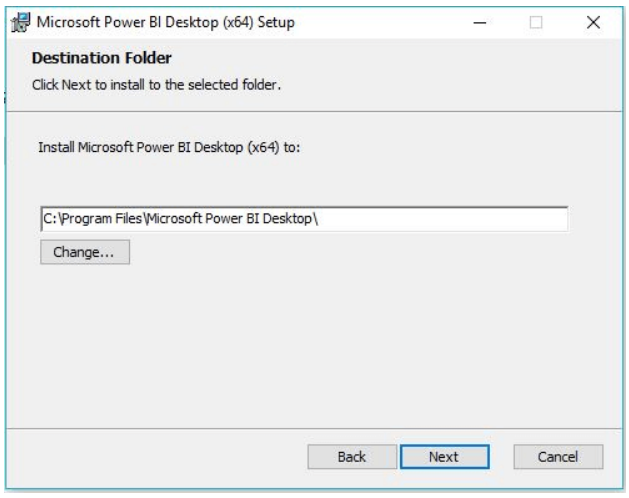 Microsoft Power BI Desktop (x64) Setup
Destination Folder
Click Next to install to the selected folder.
Install Microsoft Power BI Desktop (x64) to:
C:\Program Files\Microsoft Power BI Desktop\
Change...
Back Next Cancel